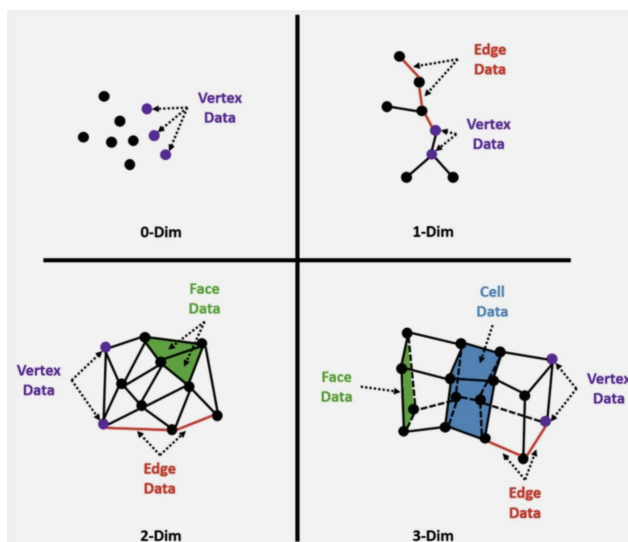 Vertex
Data
0-Dim
Edge
Data
Vertex
Data
1-Dim
Face
Data
Vertex
Data
Edge
Data
2-Dim
Cell
Data
Face
Data
Vertex
Data
Edge
Data
3-Dim